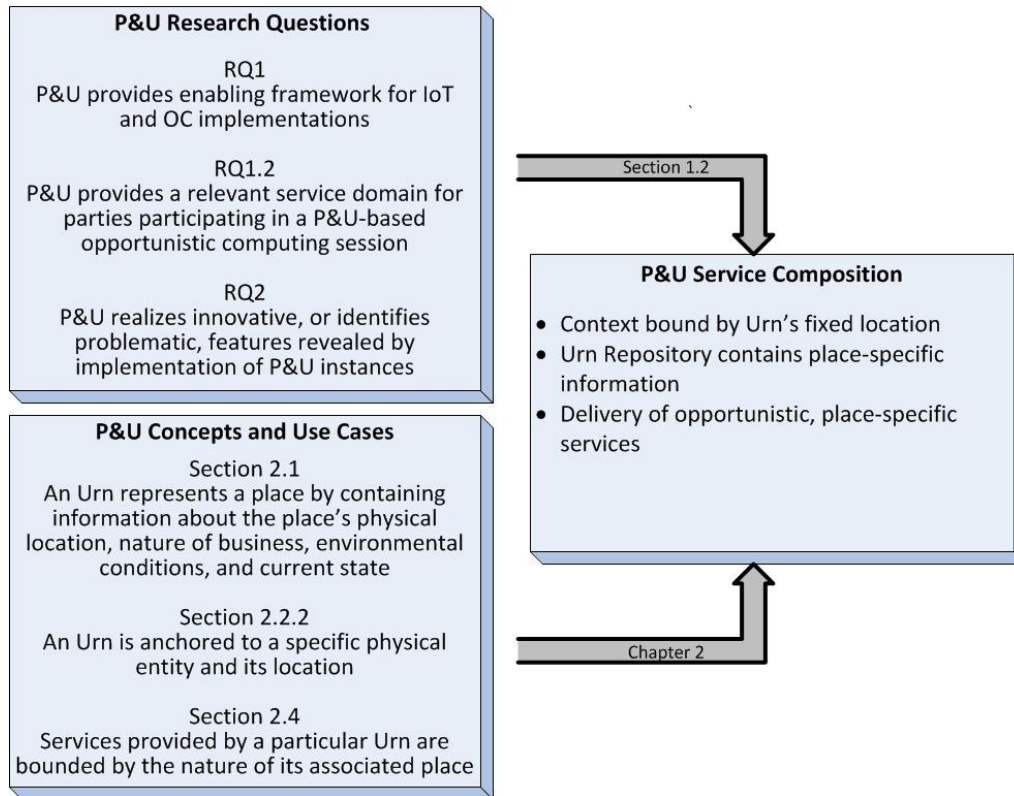 P&U Research Questions
RQ1
P&U provides enabling framework for IoT
and OC implementations
RQ1.2
P&U provides a relevant service domain for
parties participating in a P&U-based
opportunistic computing session
RQ2
P&U realizes innovative, or identifies
problematic, features revealed by
implementation of P&U instances
P&U Concepts and Use Cases
Section 2.1
An Urn represents a place by containing
information about the place's physical
location, nature of business, environmental
conditions, and current state
Section 2.2.2
An Urn is anchored to a specific physical
entity and its location
Section 2.4
Services provided by a particular Urn are
bounded by the nature of its associated place
Section 1.2
Chapter 2
P&U Service Composition
• Context bound by Urn's fixed location
• Urn Repository contains place-specific
information
• Delivery of opportunistic, place-specific
services